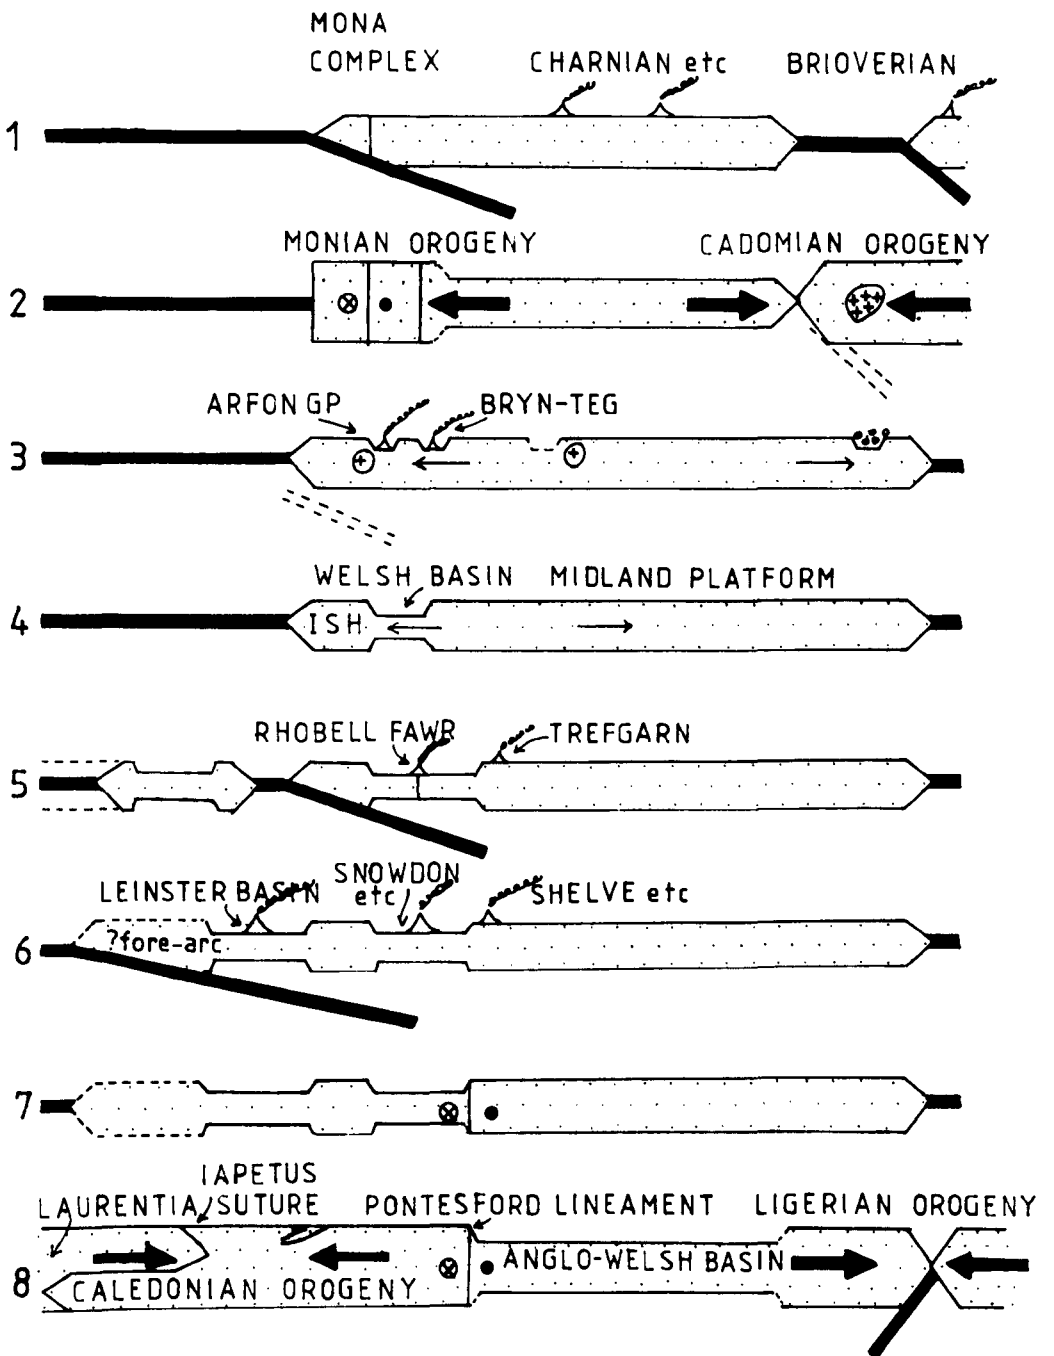 MONA
COMPLEX
CHARNIAN etc
BRIOVERIAN
1
MONIAN OROGENY
CADOMIAN OROGENY
2
ARFON GP
BRYN-TEG
3
WELSH BASIN
MIDLAND PLATFORM
4
ISH
RHOBELL FAWR
TREFGARN
5
LEINSTER BASIN
SNOWDON
etc
SHELVE etc
6
?fore-arc
7
IAPETUS
SUTURE
LAURENTIA
PONTESFORD LINEAMENT
LIGERIAN OROGENY
ANGLO-WELSH BASIN
8
CALEDONIAN OROGENY